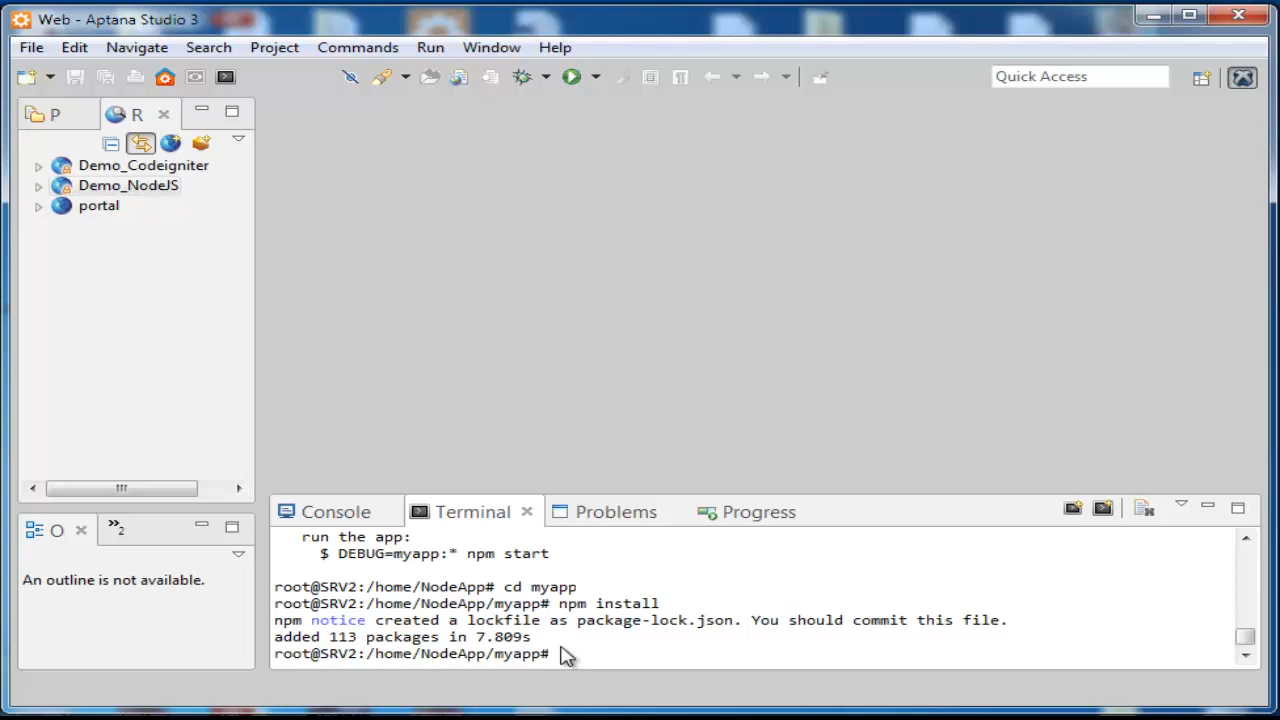 Web - Aptana Studio 3
File Edit Navigate Search Project Commands Run Window Help
Quick Access
P R
Demo_Codeigniter
Demo_NodeJS
portal
O »2
An outline is not available.
Console Terminal Problems Progress
run the app:
$ DEBUG=myapp:* npm start
root@SRV2:/home/NodeApp# cd myapp
root@SRV2:/home/NodeApp/myapp# npm install
npm notice created a lockfile as package-lock.json. You should commit this file.
added 113 packages in 7.809s
root@SRV2:/home/NodeApp/myapp#